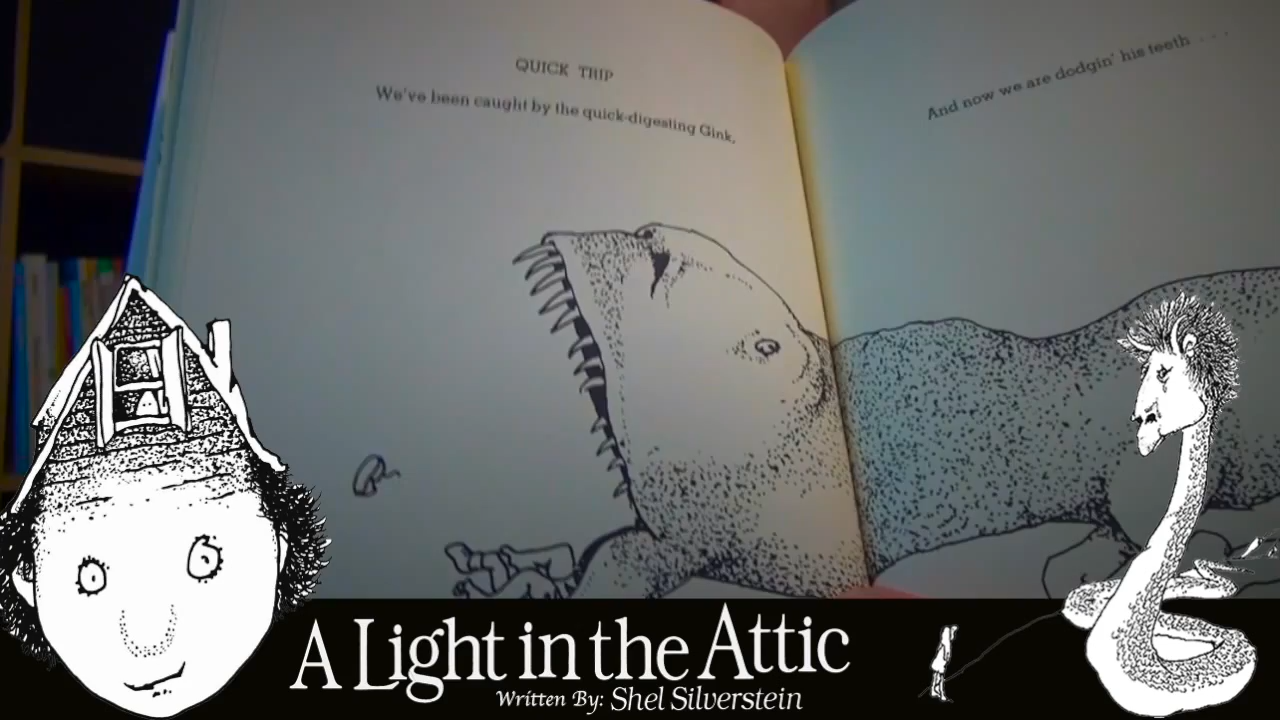 QUICK TRIP
We've been caught by the quick-digesting Gink,
And now we are dodgin' his teeth . . .
A Light in the Attic
Written By: Shel Silverstein